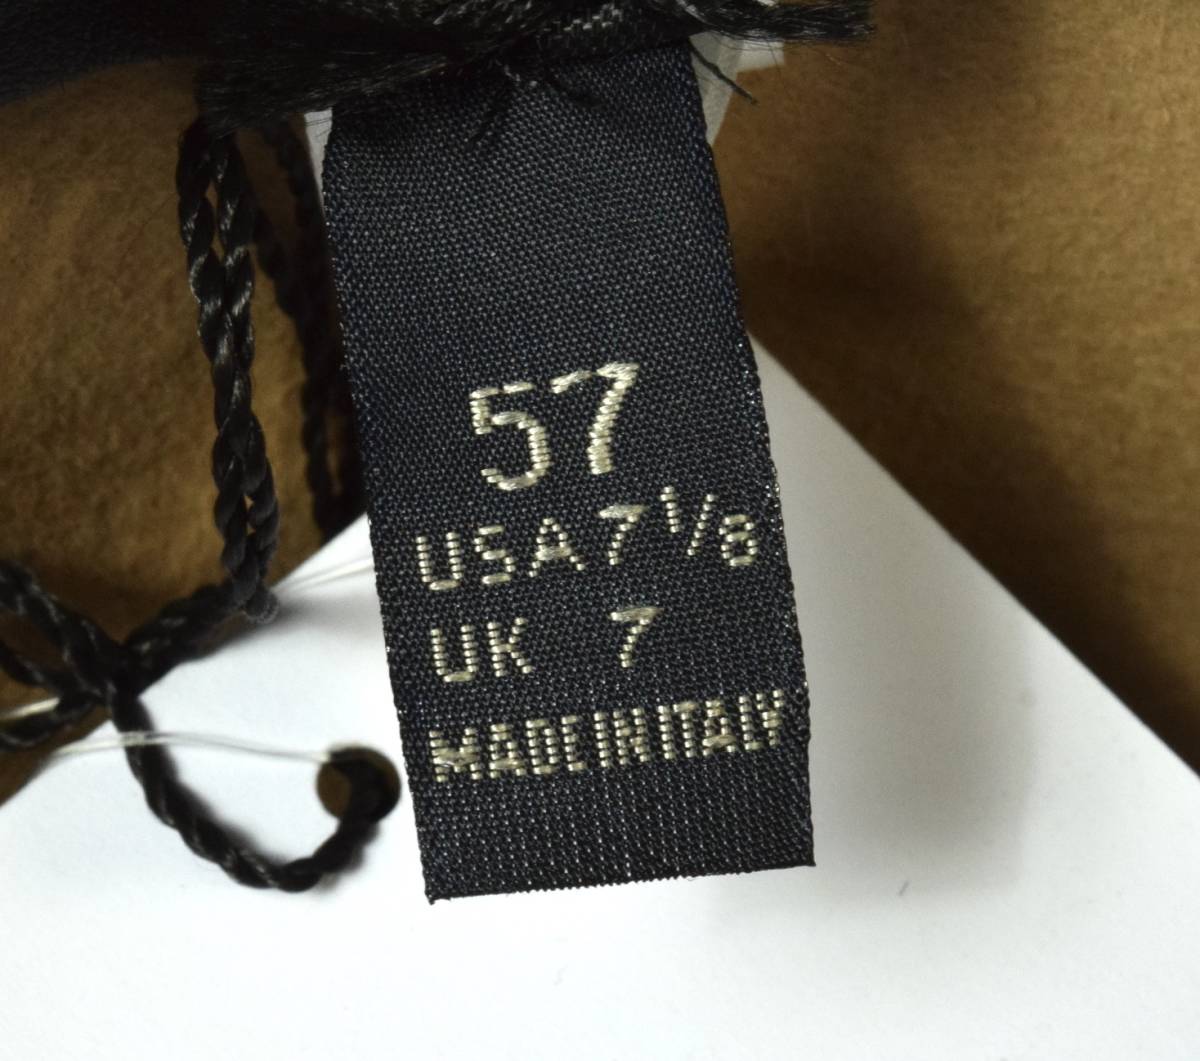 57
USA 7 1/8
UK 7
MADE IN ITALY